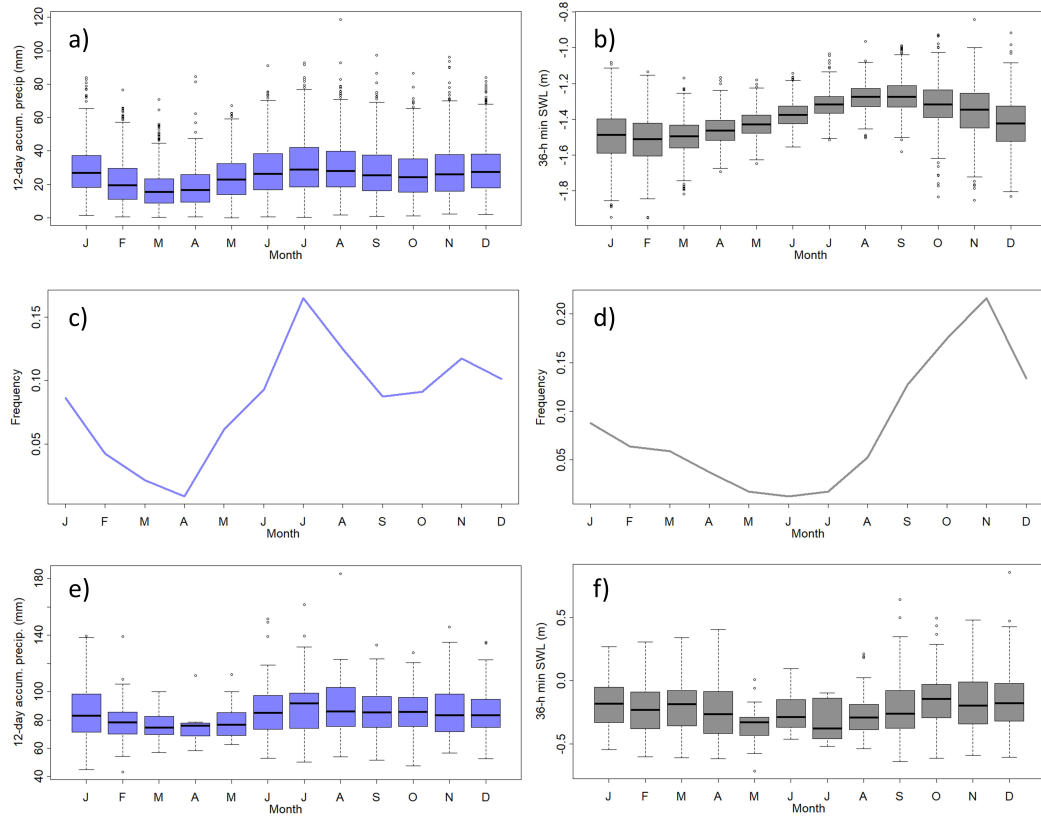 a)
12-day accum. precip (mm)
0 20 40 60 80 100 120
J F M A M J J A S O N D
Month
b)
36-h min SWL (m)
-1.8 -1.6 -1.4 -1.2 -1.0 -0.8
J F M A M J J A S O N D
Month
c)
Frequency
0.05 0.10 0.15
J F M A M J J A S O N D
Month
d)
Frequency
0.05 0.10 0.15 0.20
J F M A M J J A S O N D
Month
e)
12-day accum. precip. (mm)
40 60 80 100 140 180
J F M A M J J A S O N D
Month
f)
36-h min SWL (m)
-0.5 0.0 0.5
J F M A M J J A S O N D
Month